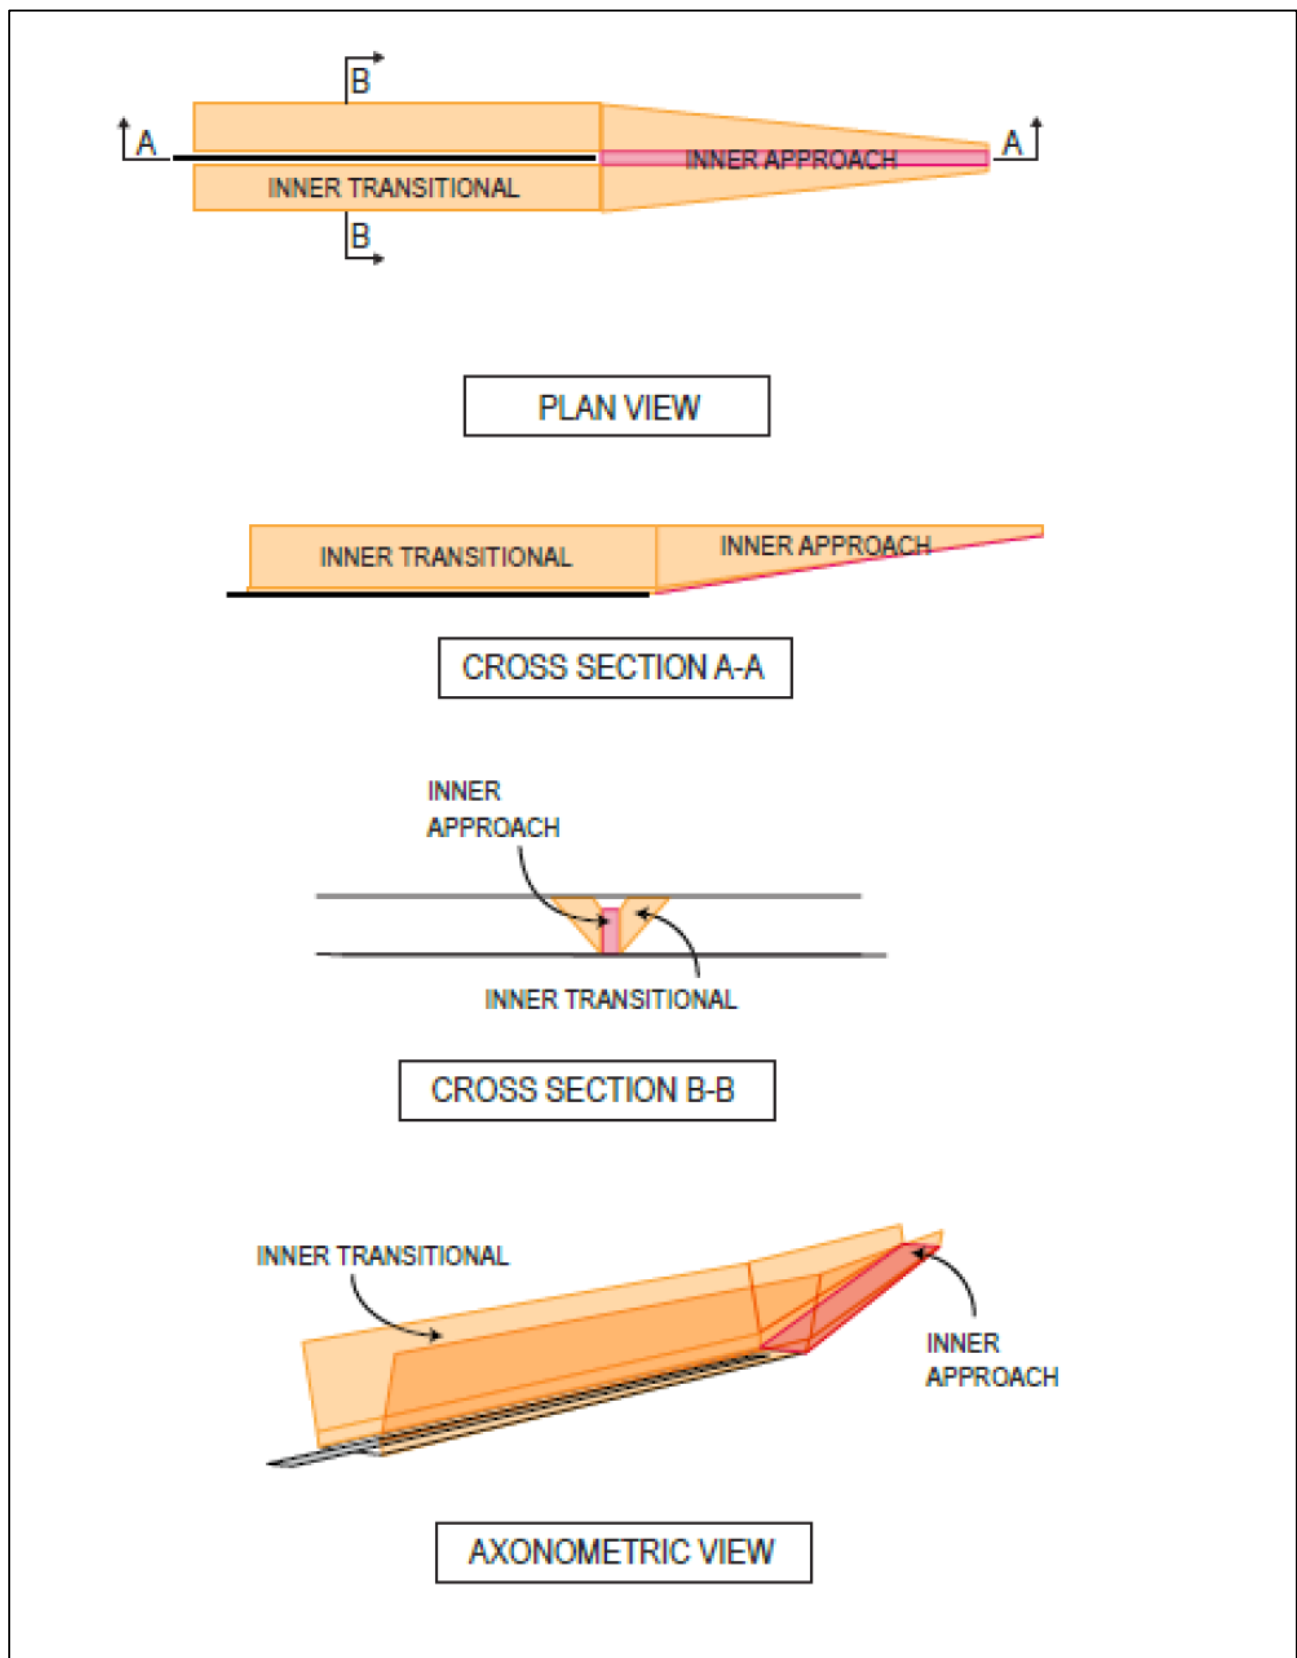 B
A
INNER APPROACH
A
INNER TRANSITIONAL
B
PLAN VIEW
INNER TRANSITIONAL
INNER APPROACH
CROSS SECTION A-A
INNER
APPROACH
INNER TRANSITIONAL
CROSS SECTION B-B
INNER TRANSITIONAL
INNER
APPROACH
AXONOMETRIC VIEW